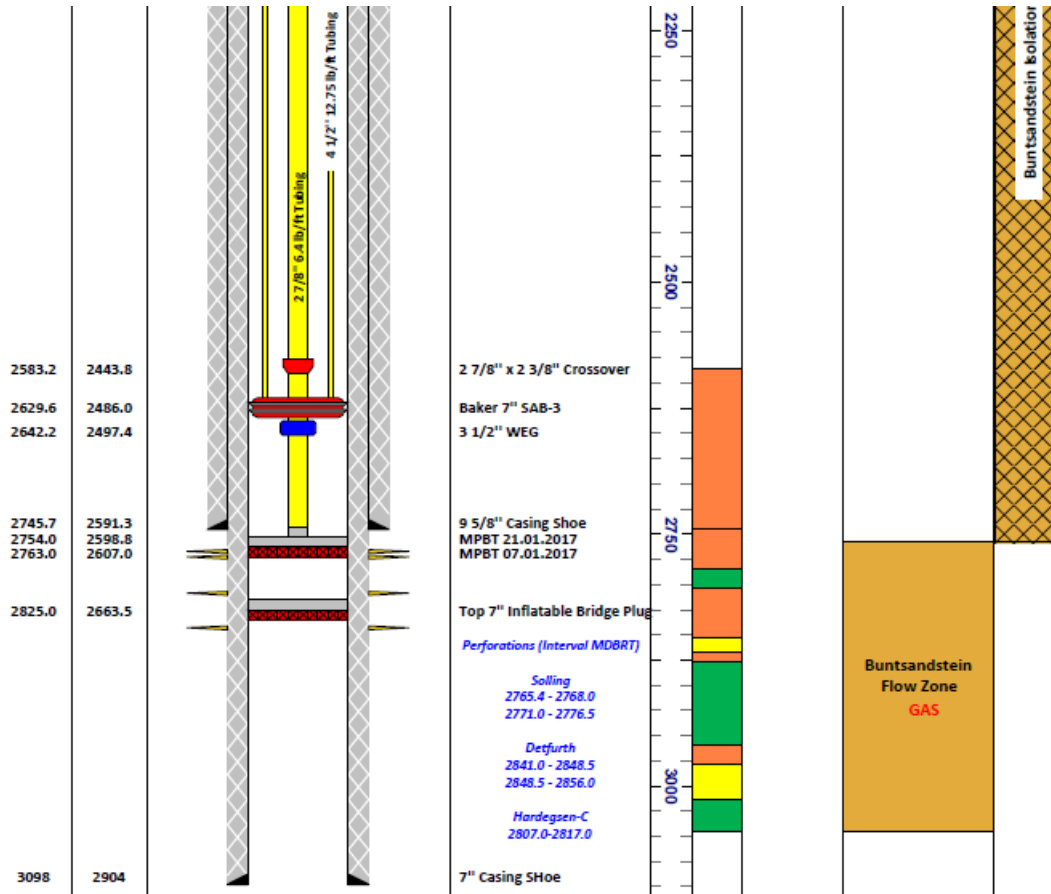 2 7/8" 6.4 lb/ft Tubing
4 1/2" 12.75 lb/ft Tubing
2250
Buntsandstein Isolation
2500
2583.2 2443.8 2 7/8" x 2 3/8" Crossover
2629.6 2486.0 Baker 7" SAB-3
2642.2 2497.4 3 1/2" WEG
2745.7 2591.3 9 5/8" Casing Shoe
2754.0 2598.8 MPBT 21.01.2017
2763.0 2607.0 MPBT 07.01.2017
2750
2825.0 2663.5 Top 7" Inflatable Bridge Plug
Perforations (Interval MDBRT)
Solling
2765.4 - 2768.0
2771.0 - 2776.5
Detfurth
2841.0 - 2848.5
2848.5 - 2856.0
Hardegsen-C
2807.0-2817.0
3000
Buntsandstein
Flow Zone
GAS
3098 2904 7" Casing SHoe